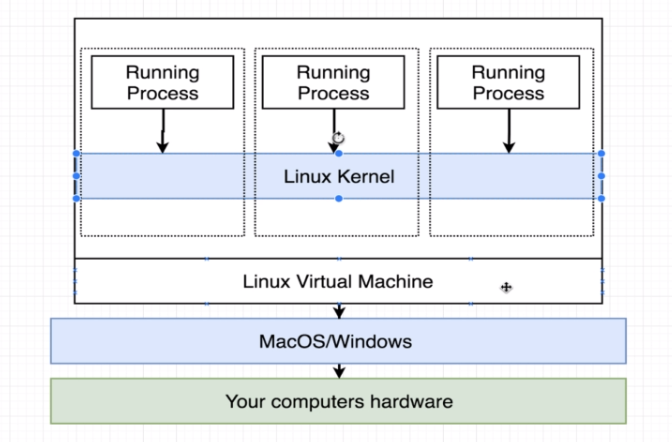 Running
Process
Running
Process
Running
Process
Linux Kernel
Linux Virtual Machine
MacOS/Windows
Your computers hardware